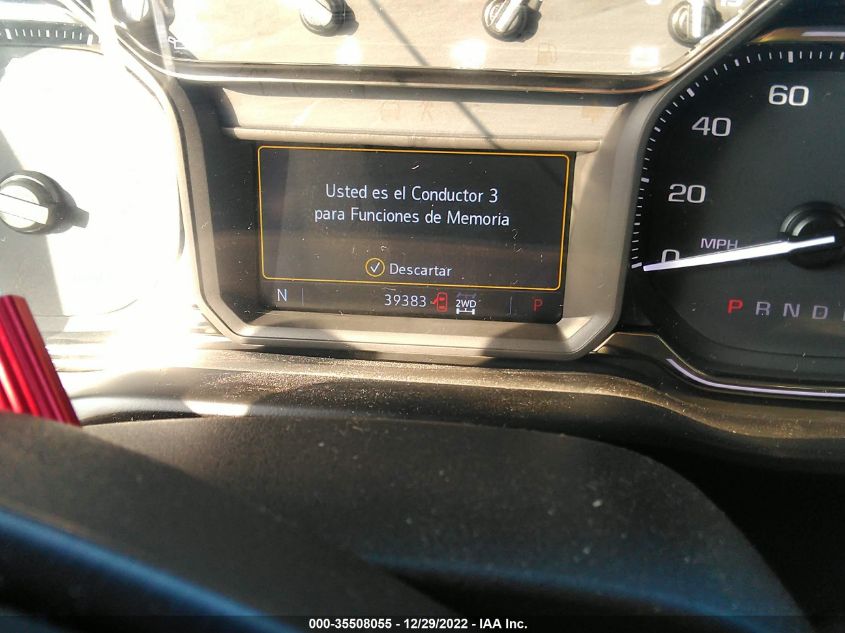 60
40
20
0
MPH
Usted es el Conductor 3
para Funciones de Memoria
Descartar
N 39383 2WD P
P R N D
000-35508055 - 12/29/2022 - IAA Inc.